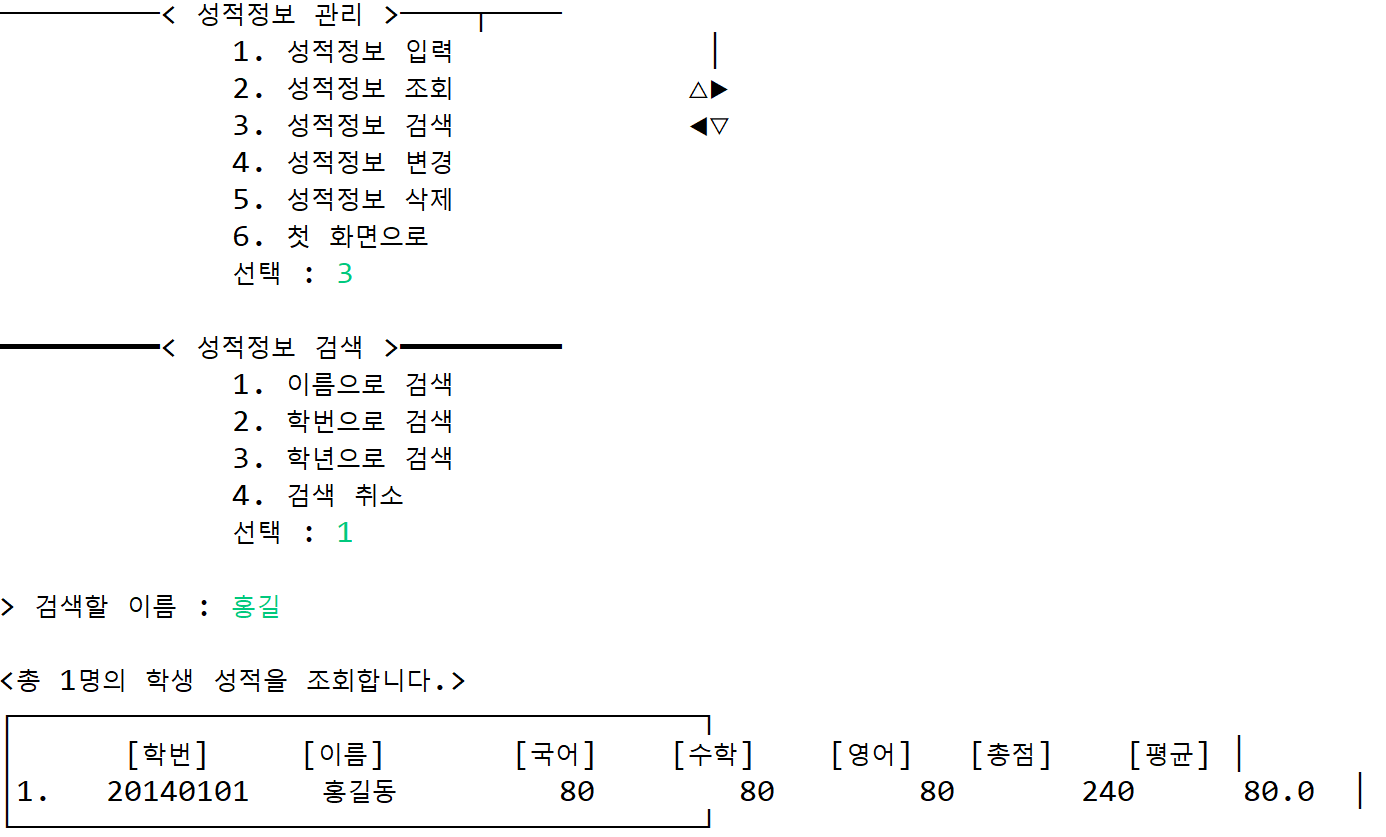 < 성적정보 관리 >
1. 성적정보 입력
2. 성적정보 조회 △▶
3. 성적정보 검색 ◀▽
4. 성적정보 변경
5. 성적정보 삭제
6. 첫 화면으로
선택 : 3
< 성적정보 검색 >
1. 이름으로 검색
2. 학번으로 검색
3. 학년으로 검색
4. 검색 취소
선택 : 1
> 검색할 이름 : 홍길
<총 1명의 학생 성적을 조회합니다.>
[학번] [이름] [국어] [수학] [영어] [총점] [평균]
1. 20140101 홍길동 80 80 80 240 80.0